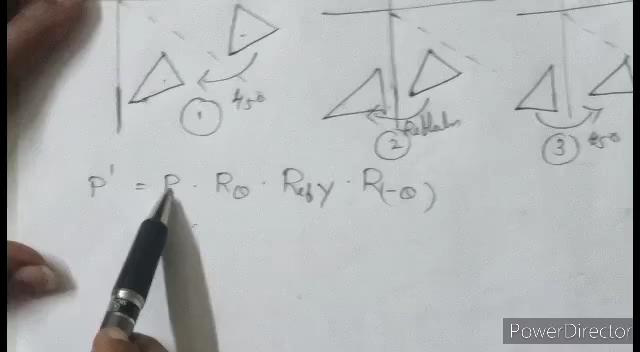 45°
1
Reflection
2
45°
3
P' = P . Rθ . Refy . R(-θ)
PowerDirector